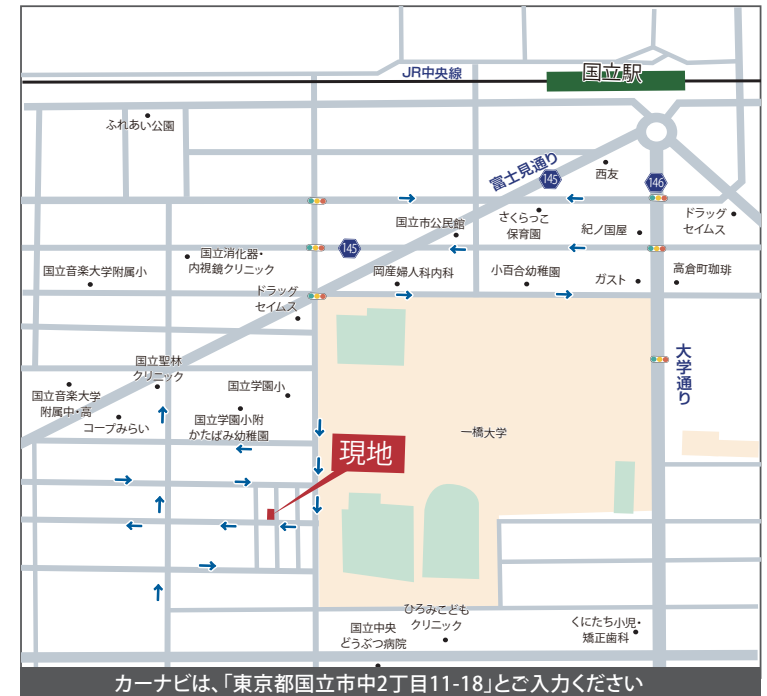 JR中央線
国立駅
ふれあい公園
富士見通り
145
西友
146
さくらっこ
保育園
ドラッグ
セイムス
国立市公民館
紀ノ国屋
145
国立消化器・
内視鏡クリニック
国立音楽大学附属小
岡産婦人科内科
小百合幼稚園
ガスト
高倉町珈琲
ドラッグ
セイムス
大学通り
国立聖林
クリニック
国立音楽大学
附属中・高
国立学園小
コープみらい
国立学園小附
かたばみ幼稚園
一橋大学
現地
ひろみこども
クリニック
国立中央
どうぶつ病院
くにたち小児・
矯正歯科
カーナビは、「東京都国立市中2丁目11-18」とご入力ください